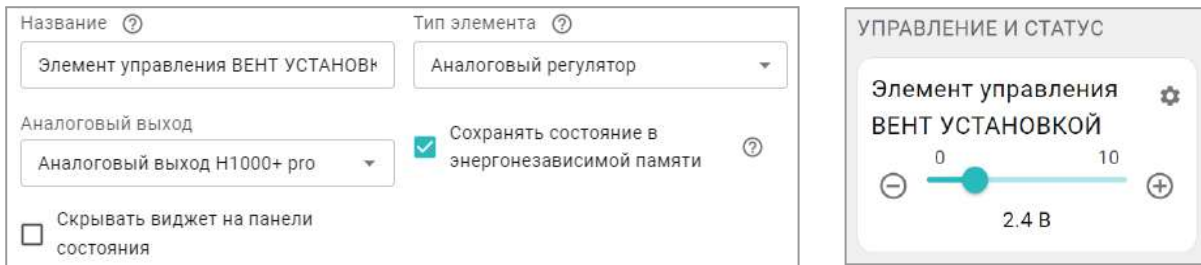 Название
Тип элемента
Элемент управления ВЕНТ УСТАНОВК
Аналоговый регулятор
Аналоговый выход
Аналоговый выход H1000+ pro
Сохранять состояние в
энергонезависимой памяти
Скрывать виджет на панели
состояния
УПРАВЛЕНИЕ И СТАТУС
Элемент управления
ВЕНТ УСТАНОВКОЙ
0 10
2.4 В